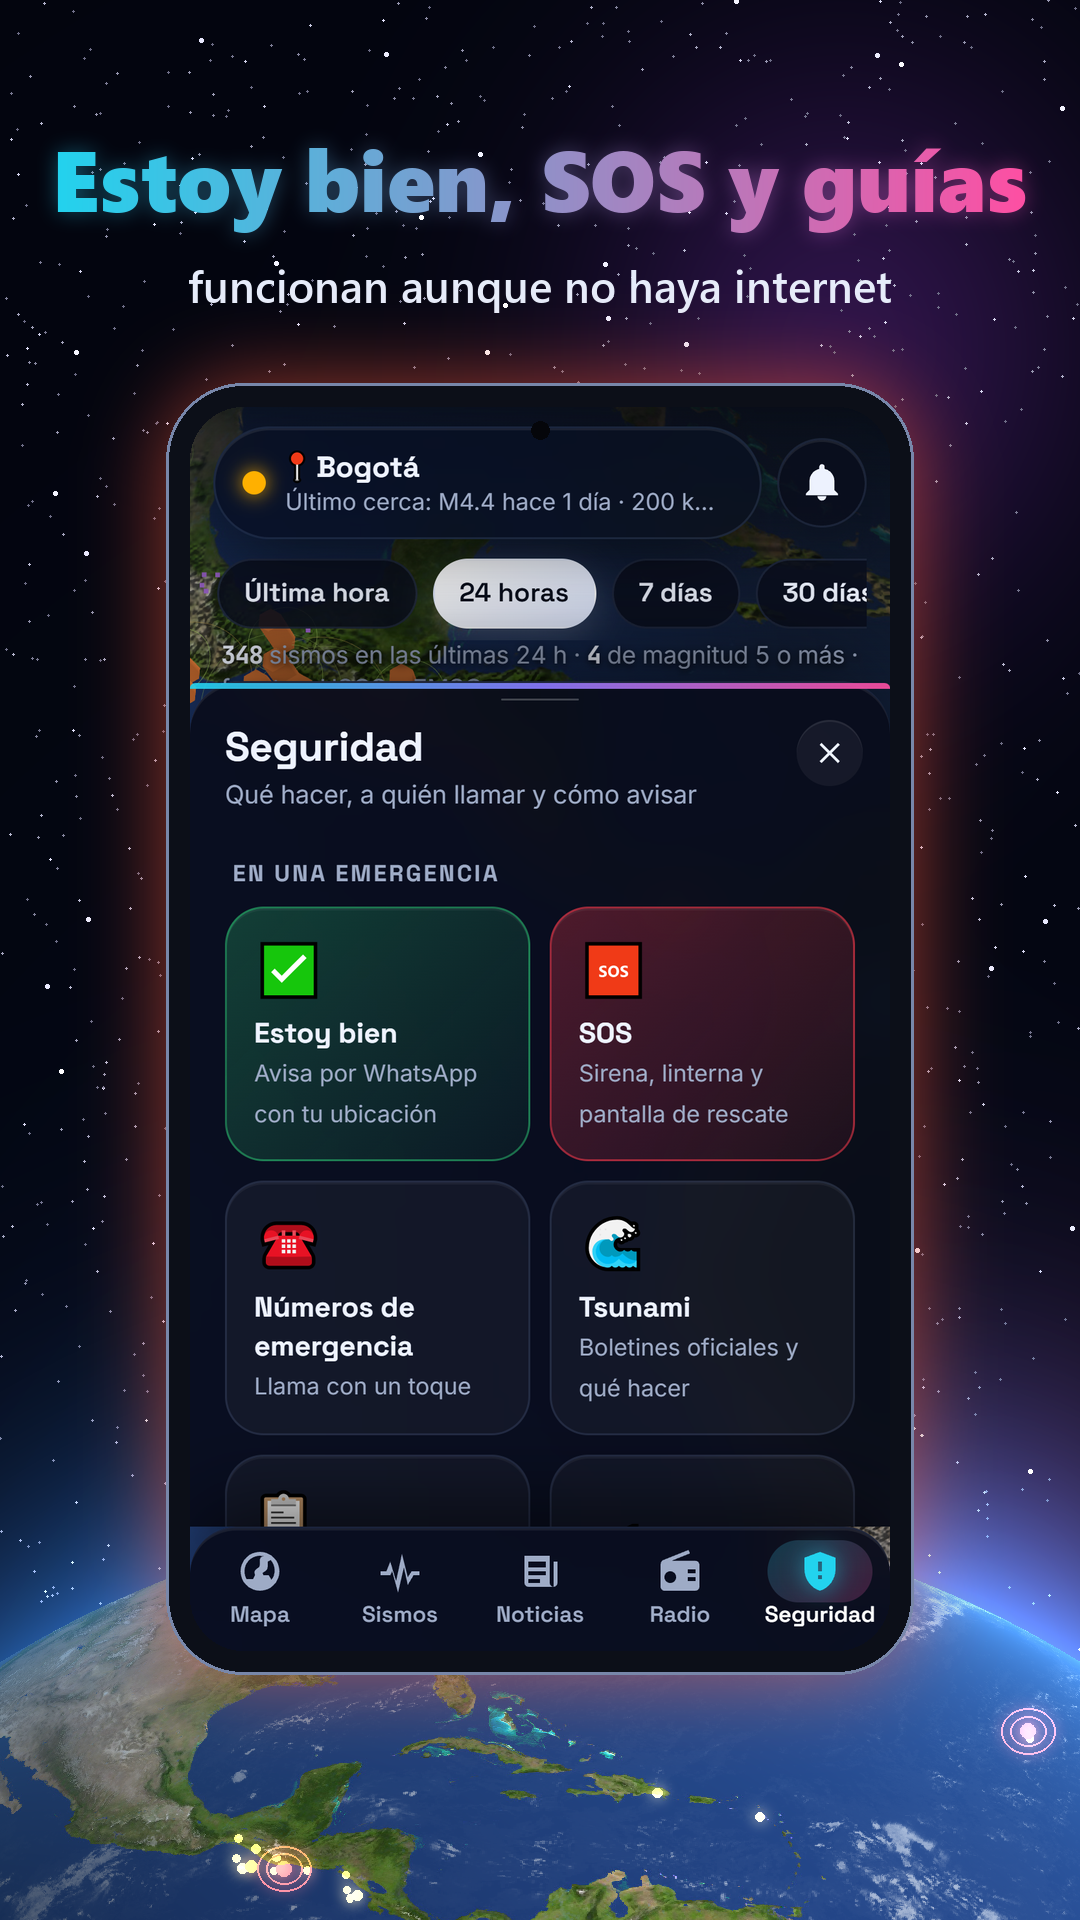 Estoy bien, SOS y guías
funcionan aunque no haya internet
Bogotá
Último cerca: M4.4 hace 1 día · 200 k...
Última hora
24 horas
7 días
30 días
348 sismos en las últimas 24 h · 4 de magnitud 5 o más ·
Seguridad
Qué hacer, a quién llamar y cómo avisar
EN UNA EMERGENCIA
Estoy bien
Avisa por WhatsApp
con tu ubicación
SOS
SOS
Sirena, linterna y
pantalla de rescate
Números de
emergencia
Llama con un toque
Tsunami
Boletines oficiales y
qué hacer
Mapa
Sismos
Noticias
Radio
Seguridad